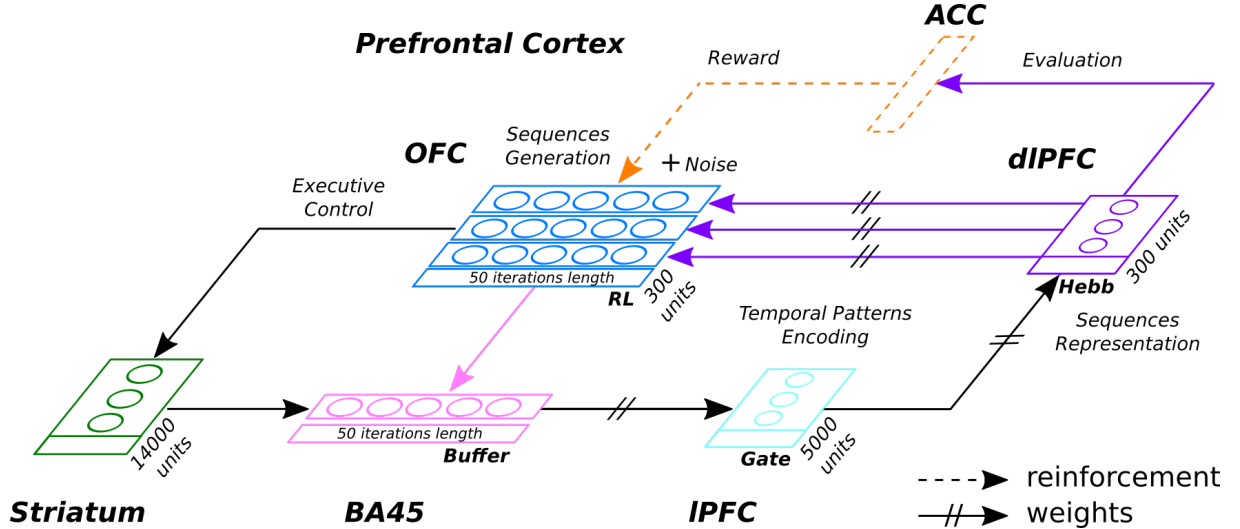 ACC
Prefrontal Cortex
Reward
Evaluation
Sequences
Generation
OFC
+ Noise
dlPFC
Executive
Control
50 iterations length
RL
300
units
300 units
Hebb
Temporal Patterns
Encoding
Sequences
Representation
50 iterations length
Buffer
14000
units
Gate
5000
units
reinforcement
weights
Striatum
BA45
lPFC